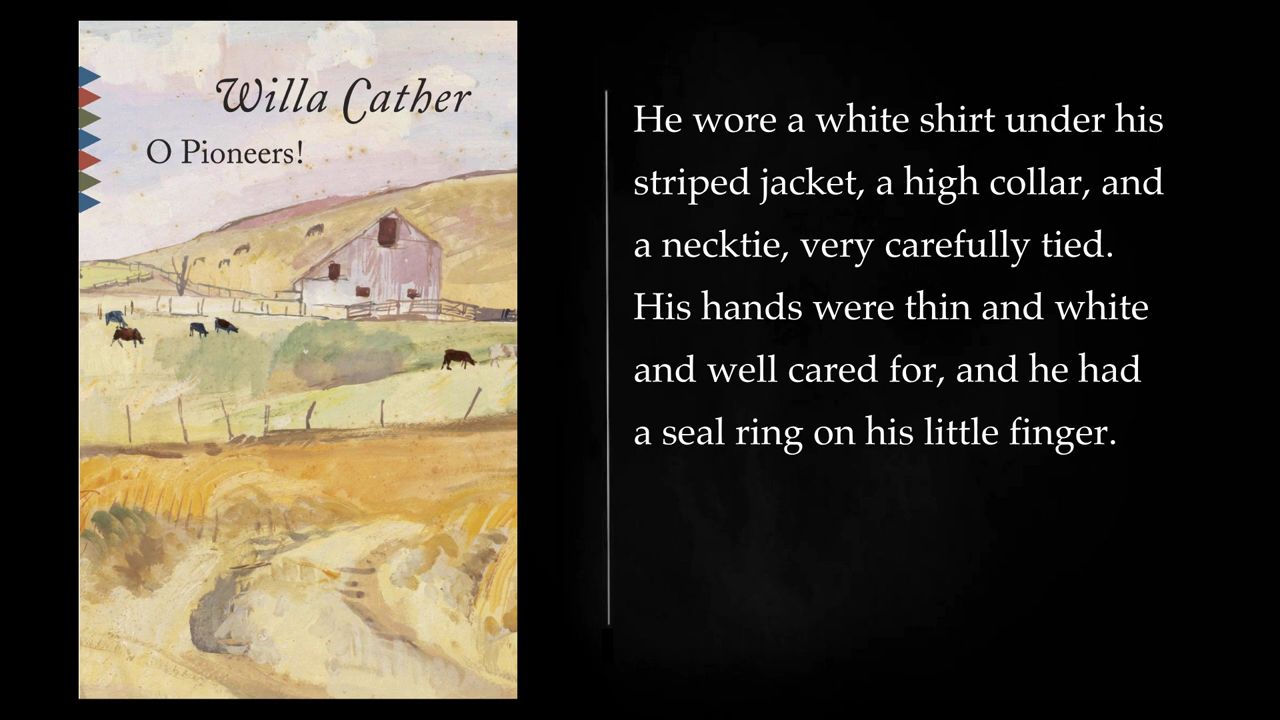 Willa Cather
O Pioneers!
He wore a white shirt under his
striped jacket, a high collar, and
a necktie, very carefully tied.
His hands were thin and white
and well cared for, and he had
a seal ring on his little finger.